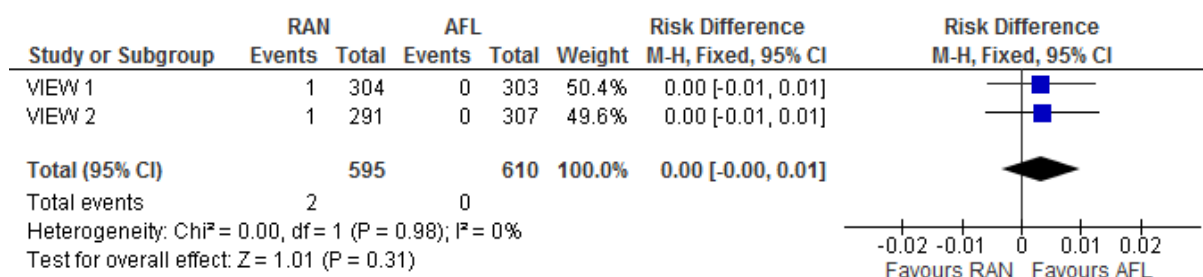 RAN AFL Risk Difference Risk Difference
Study or Subgroup Events Total Events Total Weight M-H, Fixed, 95% CI M-H, Fixed, 95% CI
VIEW 1 1 304 0 303 50.4% 0.00 [-0.01, 0.01]
VIEW 2 1 291 0 307 49.6% 0.00 [-0.01, 0.01]
Total (95% CI) 595 610 100.0% 0.00 [-0.00, 0.01]
Total events 2 0
Heterogeneity: Chi² = 0.00, df = 1 (P = 0.98); I² = 0%
Test for overall effect: Z = 1.01 (P = 0.31)
-0.02 -0.01 0 0.01 0.02
Favours RAN Favours AFL